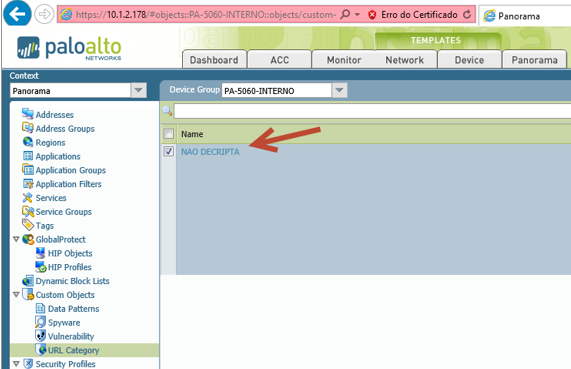 https://10.1.2.178/#objects::PA-5060-INTERNO::objects/custom-
Erro do Certificado
Panorama
paloalto
NETWORKS
TEMPLATES
Dashboard
ACC
Monitor
Network
Device
Panorama
Context
Panorama
Device Group
PA-5060-INTERNO
Name
NAO DECRIPTA
Addresses
Address Groups
Regions
Applications
Application Groups
Application Filters
Services
Service Groups
Tags
GlobalProtect
HIP Objects
HIP Profiles
Dynamic Block Lists
Custom Objects
Data Patterns
Spyware
Vulnerability
URL Category
Security Profiles